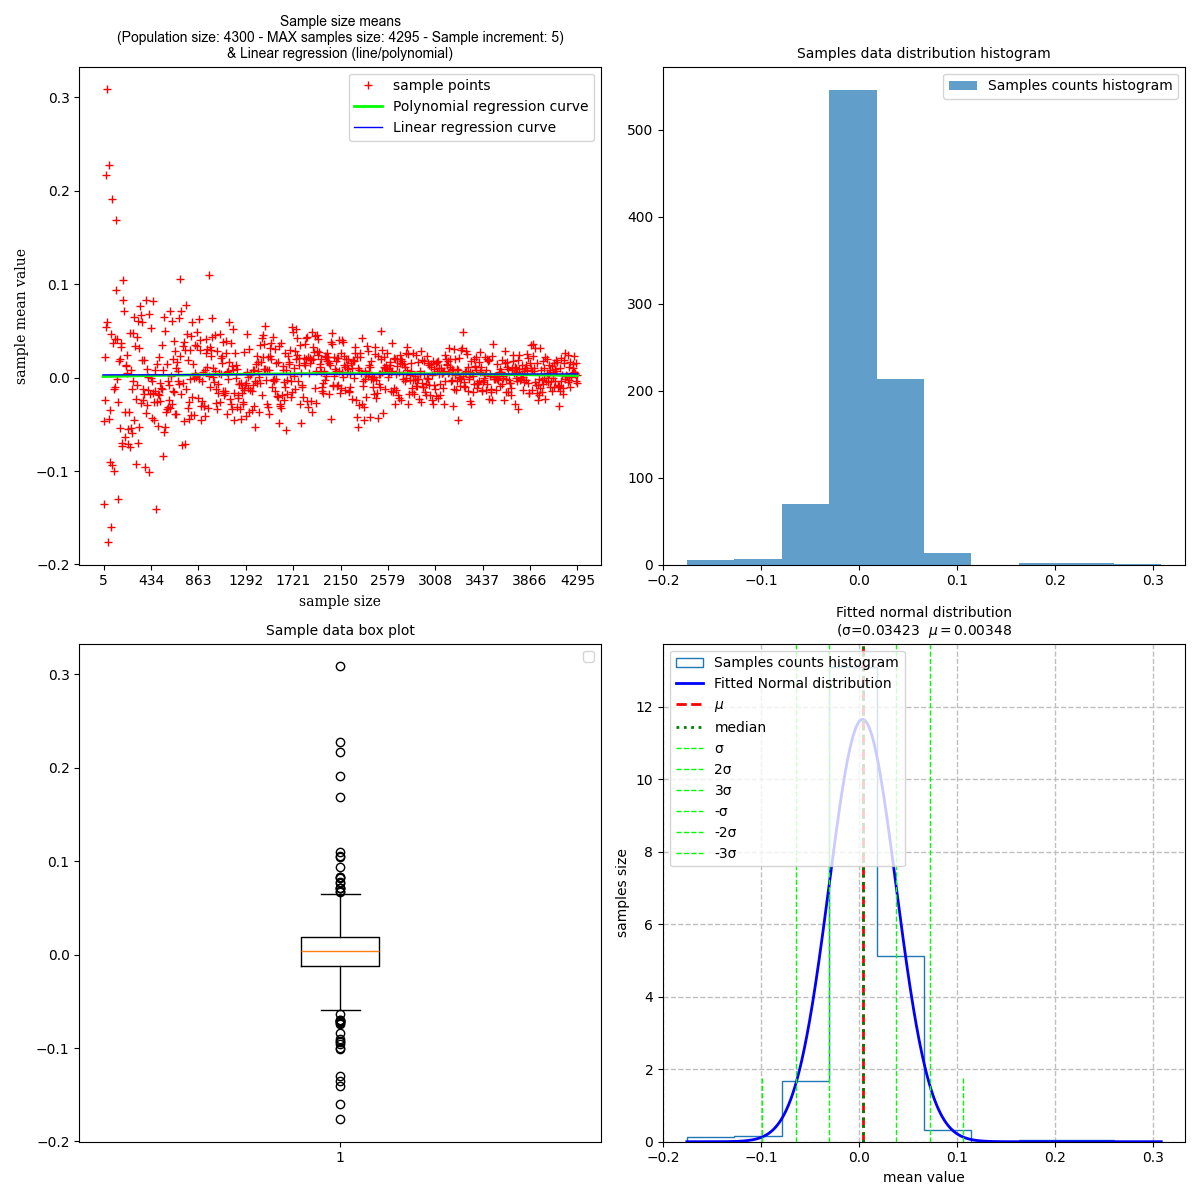 Sample size means
(Population size: 4300 - MAX samples size: 4295 - Sample increment: 5)
& Linear regression (line/polynomial)
sample points
Polynomial regression curve
Linear regression curve
0.3
0.2
0.1
0.0
−0.1
−0.2
sample mean value
5 434 863 1292 1721 2150 2579 3008 3437 3866 4295
sample size
Samples data distribution histogram
Samples counts histogram
500
400
300
200
100
0
−0.2 −0.1 0.0 0.1 0.2 0.3
Sample data box plot
0.3
0.2
0.1
0.0
−0.1
−0.2
1
Fitted normal distribution
(σ=0.03423 μ = 0.00348
Samples counts histogram
Fitted Normal distribution
μ
median
σ
2σ
3σ
-σ
-2σ
-3σ
12
10
8
6
4
2
0
samples size
−0.2 −0.1 0.0 0.1 0.2 0.3
mean value